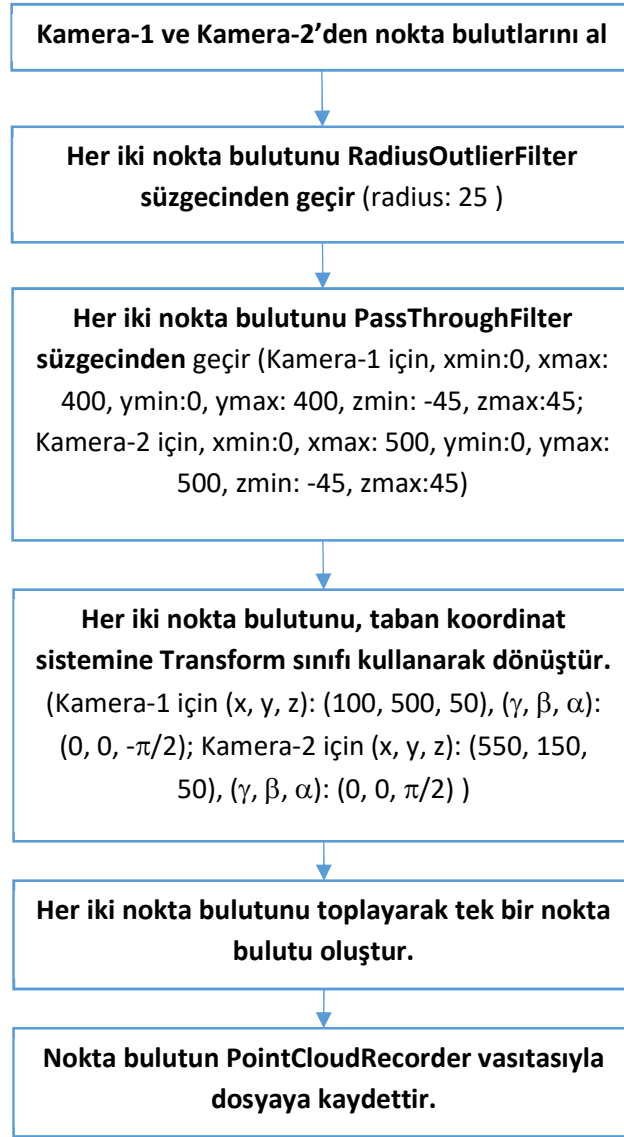 Kamera-1 ve Kamera-2’den nokta bulutlarını al
Her iki nokta bulutunu RadiusOutlierFilter
süzgecinden geçir (radius: 25 )
Her iki nokta bulutunu PassThroughFilter
süzgecinden geçir (Kamera-1 için, xmin:0, xmax:
400, ymin:0, ymax: 400, zmin: -45, zmax:45;
Kamera-2 için, xmin:0, xmax: 500, ymin:0, ymax:
500, zmin: -45, zmax:45)
Her iki nokta bulutunu, taban koordinat
sistemine Transform sınıfı kullanarak dönüştür.
(Kamera-1 için (x, y, z): (100, 500, 50), (γ, β, α):
(0, 0, -π/2); Kamera-2 için (x, y, z): (550, 150,
50), (γ, β, α): (0, 0, π/2) )
Her iki nokta bulutunu toplayarak tek bir nokta
bulutu oluştur.
Nokta bulutun PointCloudRecorder vasıtasıyla
dosyaya kaydettir.